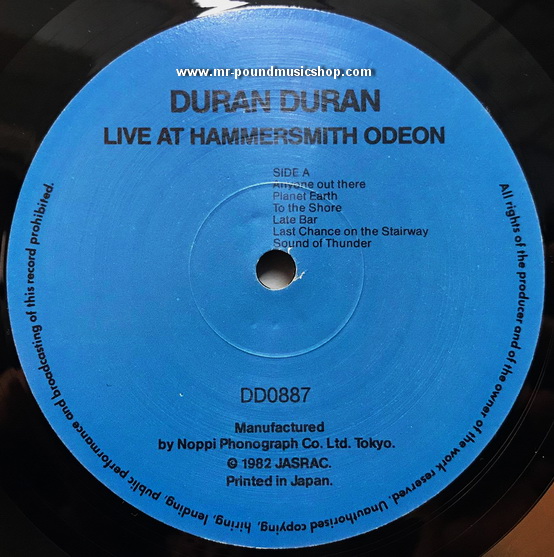 www.mr-poundmusicshop.com
DURAN DURAN
LIVE AT HAMMERSMITH ODEON
SIDE A
Anyone out there
Planet Earth
To the Shore
Late Bar
Last Chance on the Stairway
Sound of Thunder
DD0887
Manufactured
by Noppi Phonograph Co. Ltd. Tokyo.
© 1982 JASRAC.
Printed in Japan.
All rights of the producer and of the owner of the work reserved. Unauthorised copying, hiring, lending, public performance and broadcasting of this record prohibited.